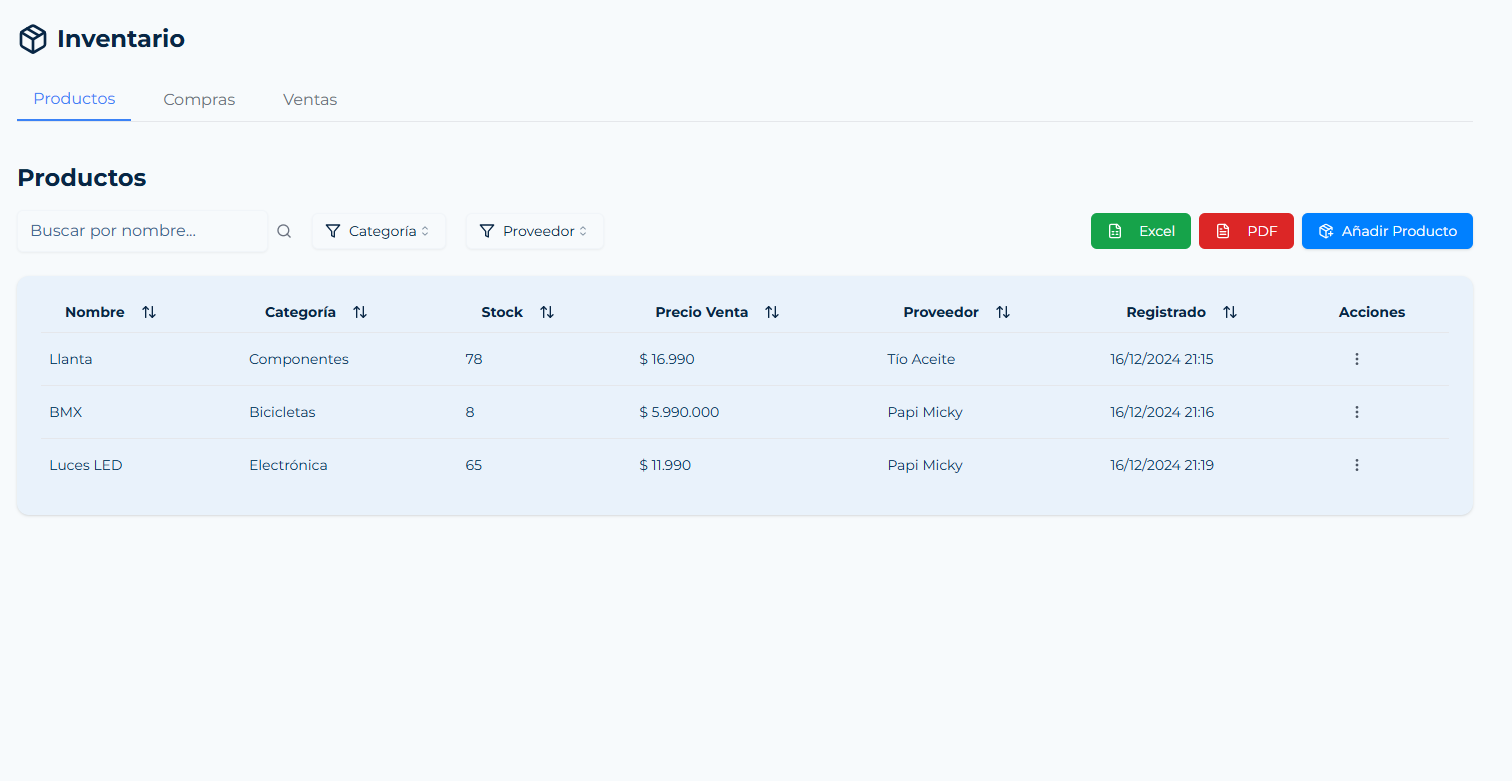 Inventario
Productos Compras Ventas
Productos
Buscar por nombre... Categoría Proveedor Excel PDF Añadir Producto
Nombre Categoría Stock Precio Venta Proveedor Registrado Acciones
Llanta Componentes 78 $ 16.990 Tío Aceite 16/12/2024 21:15
BMX Bicicletas 8 $ 5.990.000 Papi Micky 16/12/2024 21:16
Luces LED Electrónica 65 $ 11.990 Papi Micky 16/12/2024 21:19